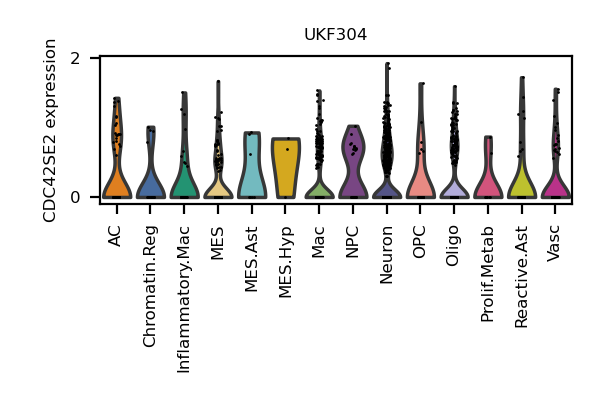 UKF304
CDC42SE2 expression
2
0
AC
Chromatin.Reg
Inflammatory.Mac
MES
MES.Ast
MES.Hyp
Mac
NPC
Neuron
OPC
Oligo
Prolif.Metab
Reactive.Ast
Vasc